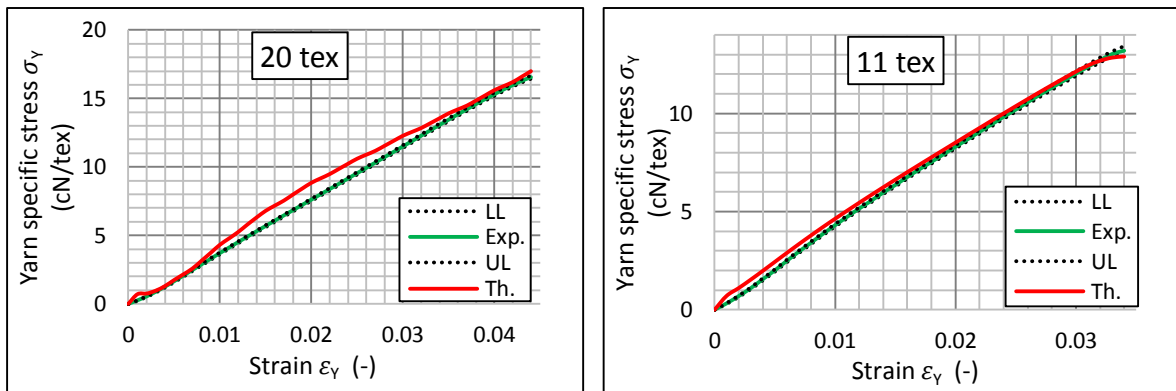 Yarn specific stress σY
(cN/tex)
20
15
10
5
0
20 tex
LL
Exp.
UL
Th.
0
0.01
0.02
0.03
0.04
Strain εY (-)
Yarn specific stress σY
(cN/tex)
10
5
0
11 tex
LL
Exp.
UL
Th.
0.00
0.01
0.02
0.03
Strain εY (-)